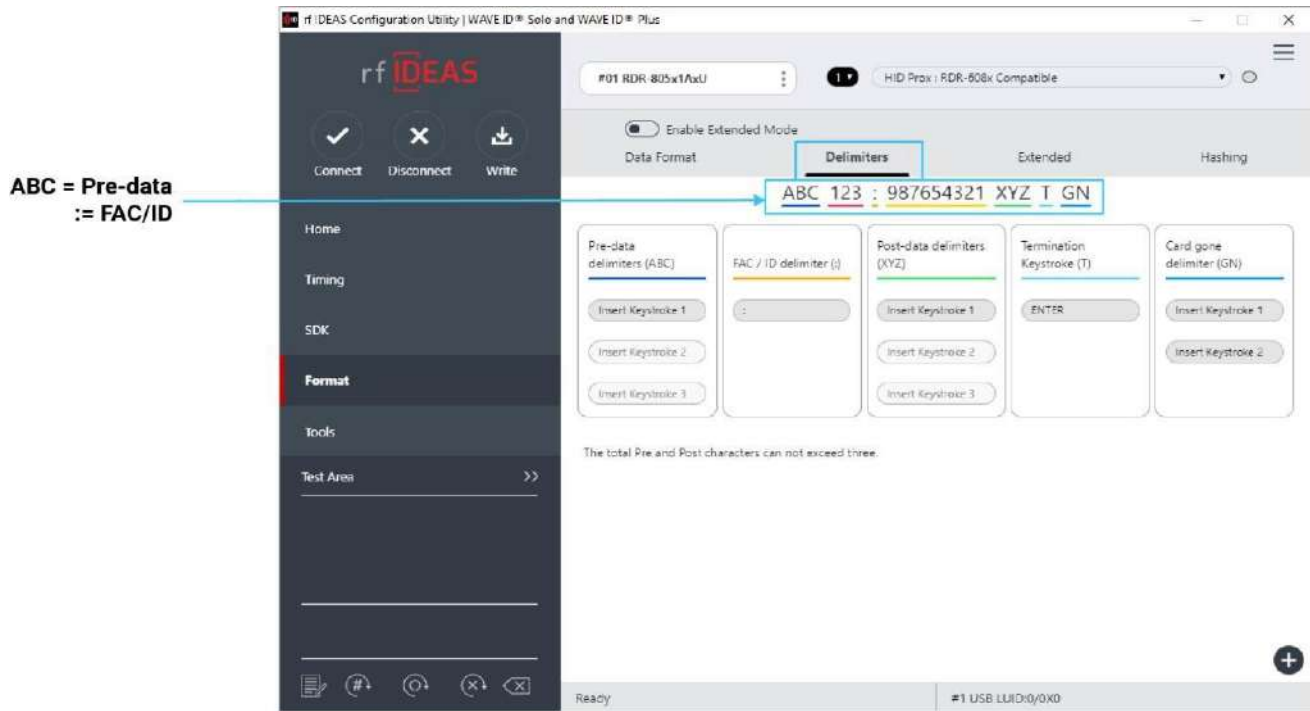 rf IDEAS Configuration Utility | WAVE ID® Solo and WAVE ID® Plus
rf IDEAS
#01 RDR-805x1AxU
1
HID Prox : RDR-608x Compatible
Connect
Disconnect
Write
Enable Extended Mode
Data Format
Delimiters
Extended
Hashing
ABC = Pre-data
:= FAC/ID
ABC 123 : 987654321 XYZ T GN
Home
Timing
SDK
Format
Tools
Test Area >>
Pre-data
delimiters (ABC)
Insert Keystroke 1
Insert Keystroke 2
Insert Keystroke 3
FAC / ID delimiter (:)
:
Post-data delimiters
(XYZ)
Insert Keystroke 1
Insert Keystroke 2
Insert Keystroke 3
Termination
Keystroke (T)
ENTER
Card gone
delimiter (GN)
Insert Keystroke 1
Insert Keystroke 2
The total Pre and Post characters can not exceed three.
Ready
#1 USB LUID:0/0X0